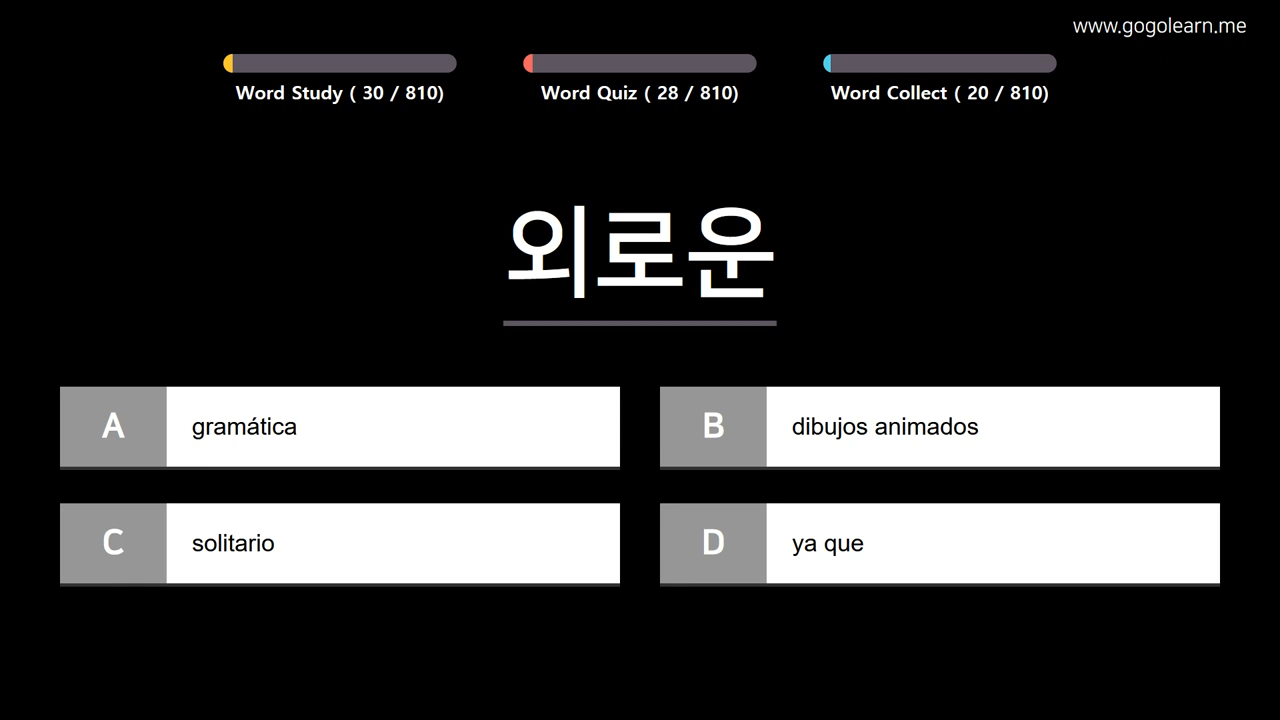 www.gogolearn.me
Word Study ( 30 / 810)
Word Quiz ( 28 / 810)
Word Collect ( 20 / 810)
외로운
A gramática
B dibujos animados
C solitario
D ya que